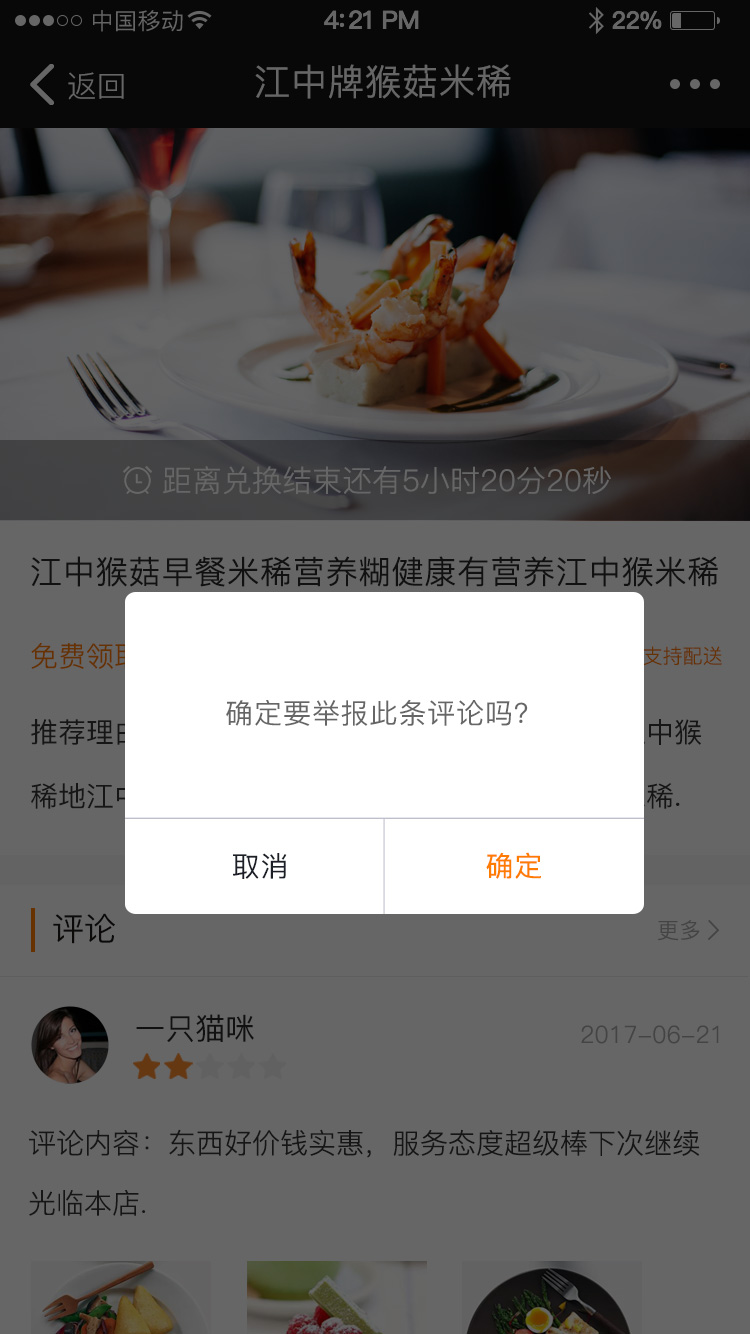 中国移动
4:21 PM
22%
返回
江中牌猴菇米稀
距离兑换结束还有5小时20分20秒
江中猴菇早餐米稀营养糊健康有营养江中猴米稀
免费领
支持配送
推荐理
中猴
稀地江
稀.
确定要举报此条评论吗?
取消
确定
评论
更多
一只猫咪
2017-06-21
评论内容：东西好价钱实惠，服务态度超级棒下次继续
光临本店.